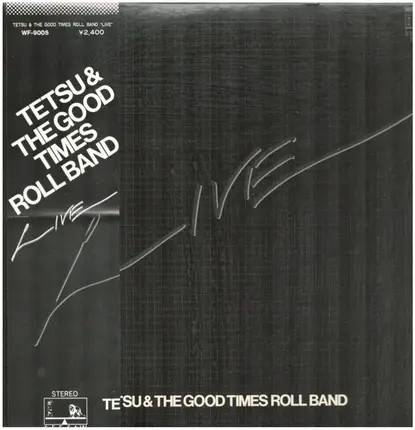 TETSU & THE GOOD TIMES ROLL BAND "LIVE"
WF-9005 ¥2,400
TETSU &
THE GOOD
TIMES
ROLL BAND
LIVE
LIVE
STEREO
TETSU & THE GOOD TIMES ROLL BAND